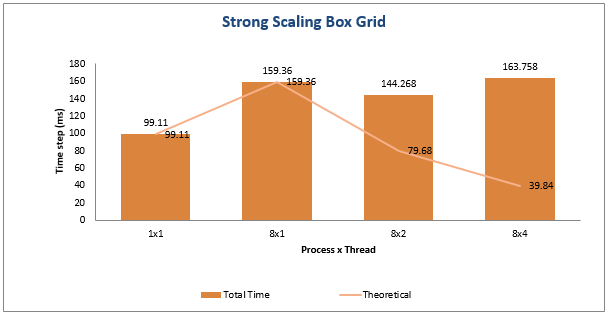 Strong Scaling Box Grid
Time step (ms)
180
160
140
120
100
80
60
40
20
0
99.11
99.11
159.36
159.36
144.268
79.68
163.758
39.84
1x1
8x1
8x2
8x4
Process x Thread
Total Time
Theoretical